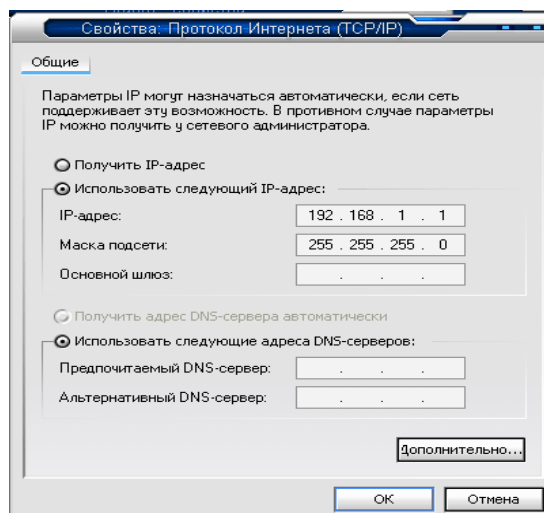 Свойства: Протокол Интернета (TCP/IP)
Общие
Параметры IP могут назначаться автоматически, если сеть
поддерживает эту возможность. В противном случае параметры
IP можно получить у сетевого администратора.
Получить IP-адрес
Использовать следующий IP-адрес:
IP-адрес: 192 . 168 . 1 . 1
Маска подсети: 255 . 255 . 255 . 0
Основной шлюз: . . .
Получить адрес DNS-сервера автоматически
Использовать следующие адреса DNS-серверов:
Предпочитаемый DNS-сервер: . . .
Альтернативный DNS-сервер: . . .
Дополнительно...
OK Отмена